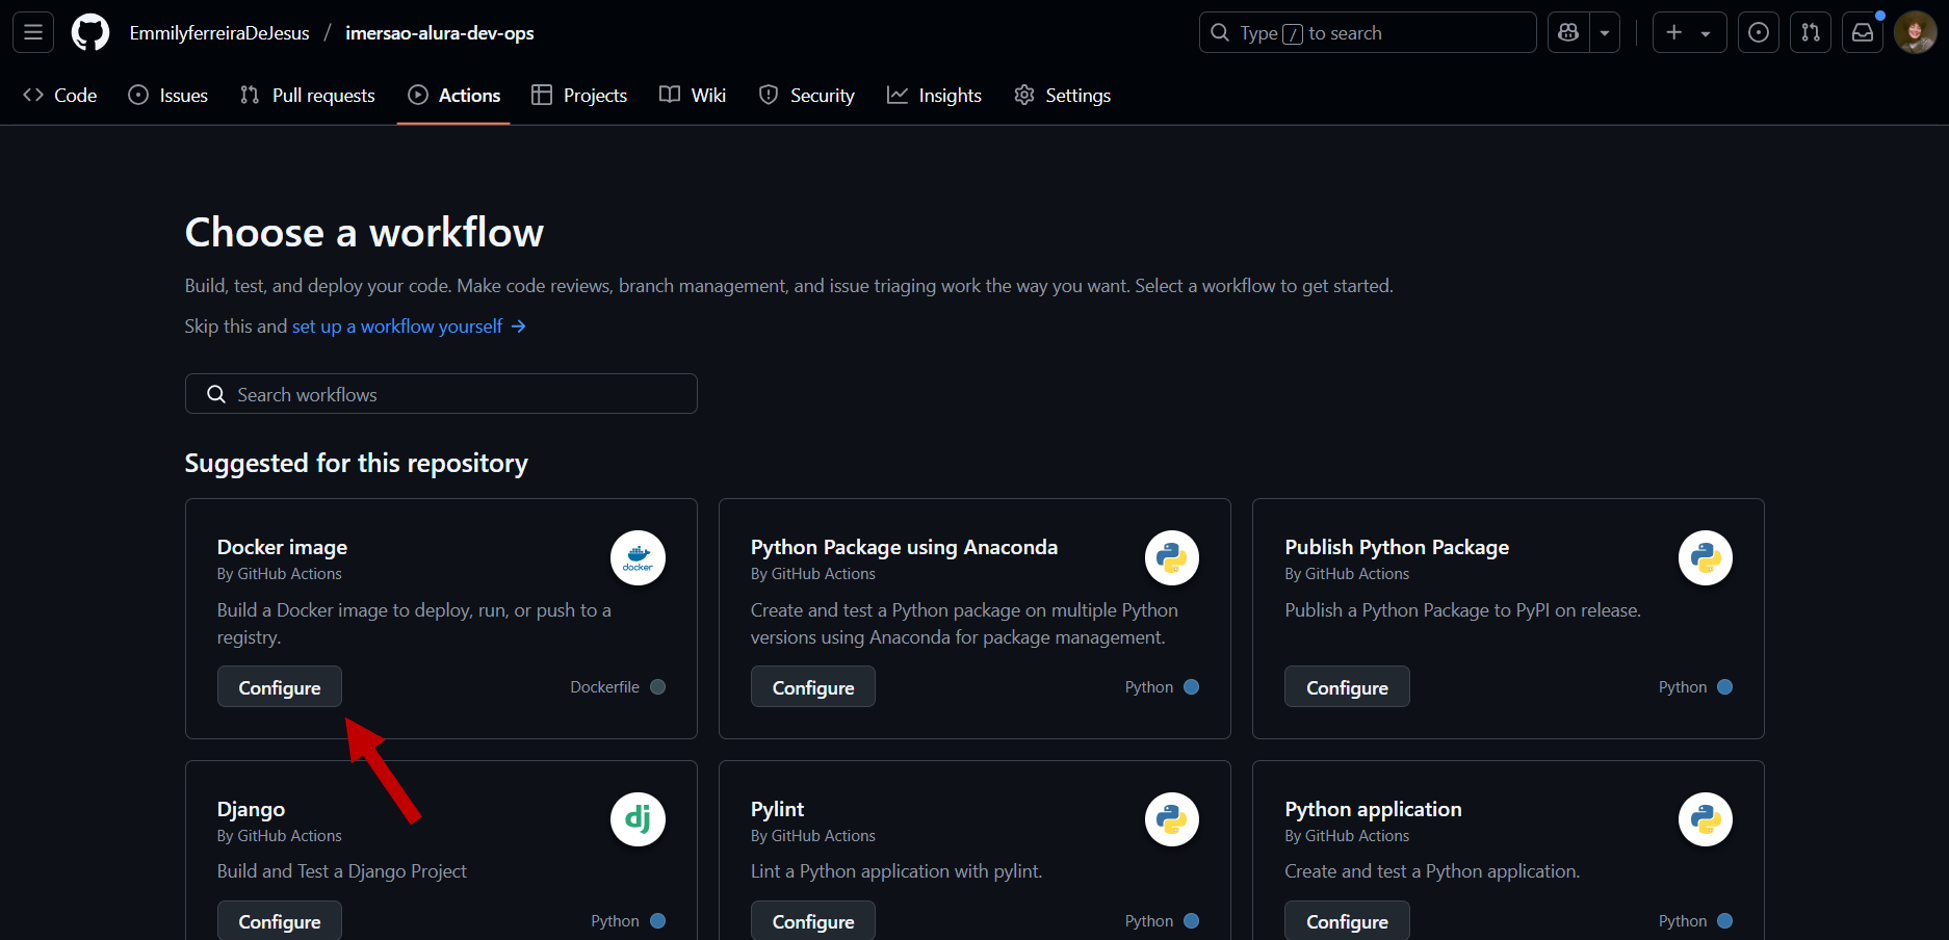 EmmilyferreiraDeJesus / imersao-alura-dev-ops
Type / to search
Code Issues Pull requests Actions Projects Wiki Security Insights Settings
Choose a workflow
Build, test, and deploy your code. Make code reviews, branch management, and issue triaging work the way you want. Select a workflow to get started.
Skip this and set up a workflow yourself →
Search workflows
Suggested for this repository
Docker image
By GitHub Actions
docker
Build a Docker image to deploy, run, or push to a
registry.
Configure
Dockerfile
Python Package using Anaconda
By GitHub Actions
Create and test a Python package on multiple Python
versions using Anaconda for package management.
Configure
Python
Publish Python Package
By GitHub Actions
Publish a Python Package to PyPI on release.
Configure
Python
Django
By GitHub Actions
dj
Build and Test a Django Project
Configure
Python
Pylint
By GitHub Actions
Lint a Python application with pylint.
Configure
Python
Python application
By GitHub Actions
Create and test a Python application.
Configure
Python